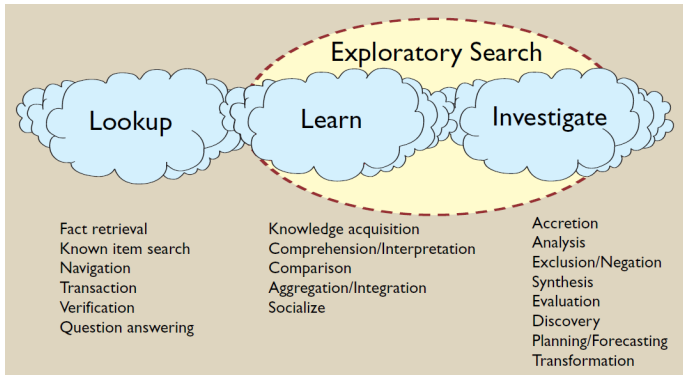 Exploratory Search
Lookup
Learn
Investigate
Fact retrieval
Known item search
Navigation
Transaction
Verification
Question answering
Knowledge acquisition
Comprehension/Interpretation
Comparison
Aggregation/Integration
Socialize
Accretion
Analysis
Exclusion/Negation
Synthesis
Evaluation
Discovery
Planning/Forecasting
Transformation